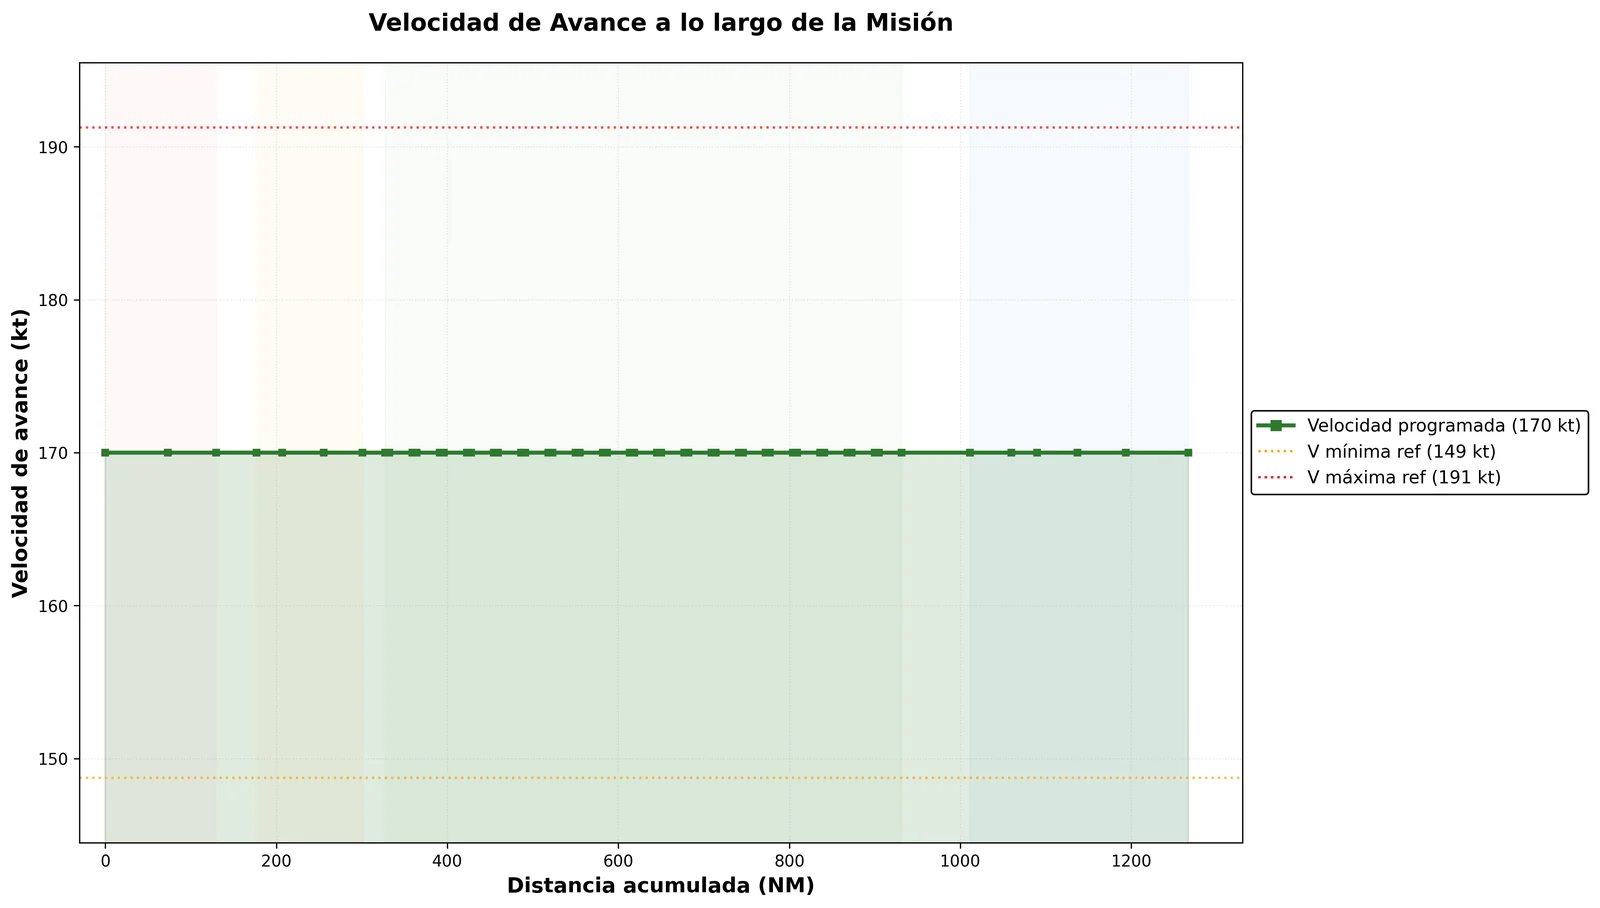 Velocidad de Avance a lo largo de la Misión
Velocidad de avance (kt)
190
180
170
160
150
0 200 400 600 800 1000 1200
Distancia acumulada (NM)
Velocidad programada (170 kt)
V mínima ref (149 kt)
V máxima ref (191 kt)